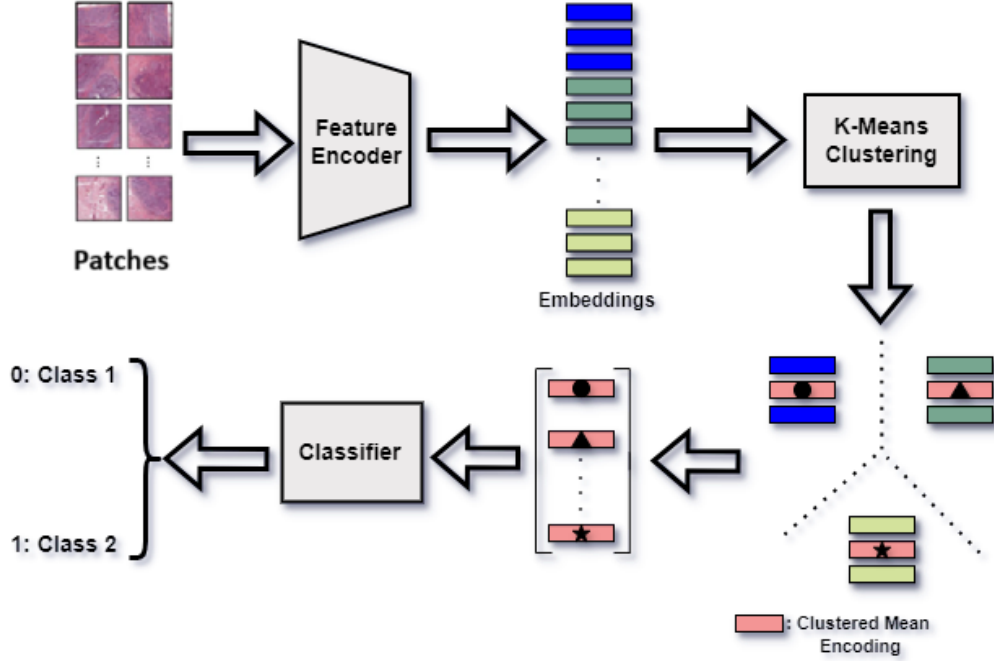 Patches
Feature
Encoder
Embeddings
K-Means
Clustering
: Clustered Mean
Encoding
Classifier
0: Class 1
1: Class 2